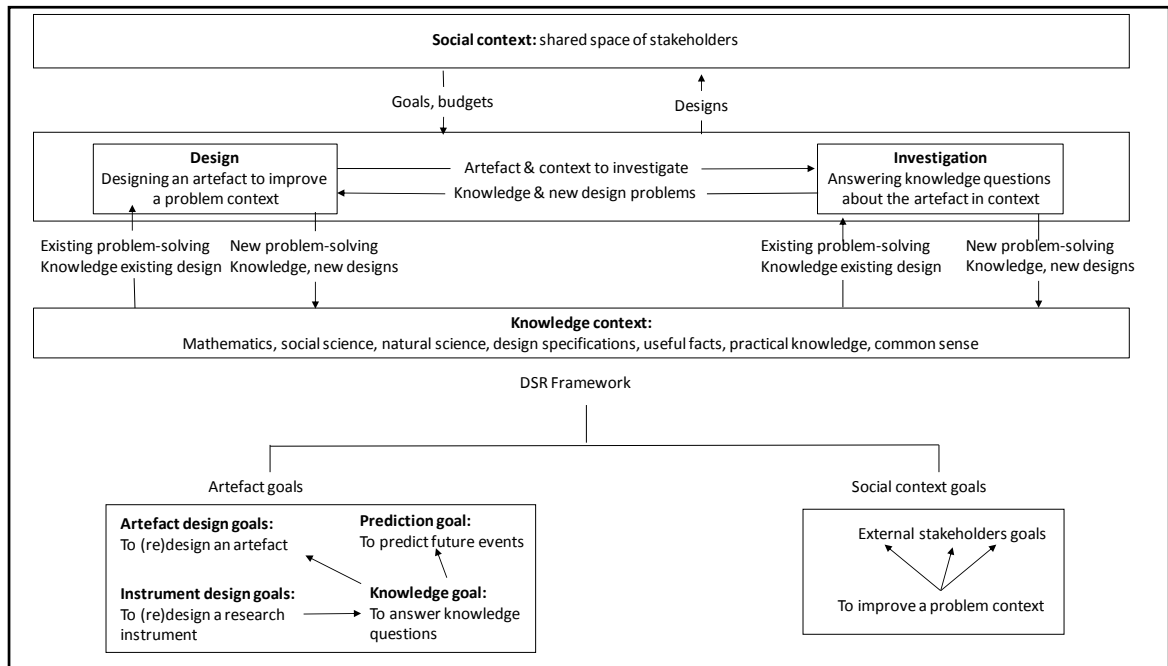 Social context: shared space of stakeholders
Goals, budgets
Designs
Design
Designing an artefact to improve
a problem context
Artefact & context to investigate
Knowledge & new design problems
Investigation
Answering knowledge questions
about the artefact in context
Existing problem-solving
Knowledge existing design
New problem-solving
Knowledge, new designs
Existing problem-solving
Knowledge existing design
New problem-solving
Knowledge, new designs
Knowledge context:
Mathematics, social science, natural science, design specifications, useful facts, practical knowledge, common sense
DSR Framework
Artefact goals
Social context goals
Artefact design goals:
To (re)design an artefact
Prediction goal:
To predict future events
Instrument design goals:
To (re)design a research
instrument
Knowledge goal:
To answer knowledge
questions
External stakeholders goals
To improve a problem context